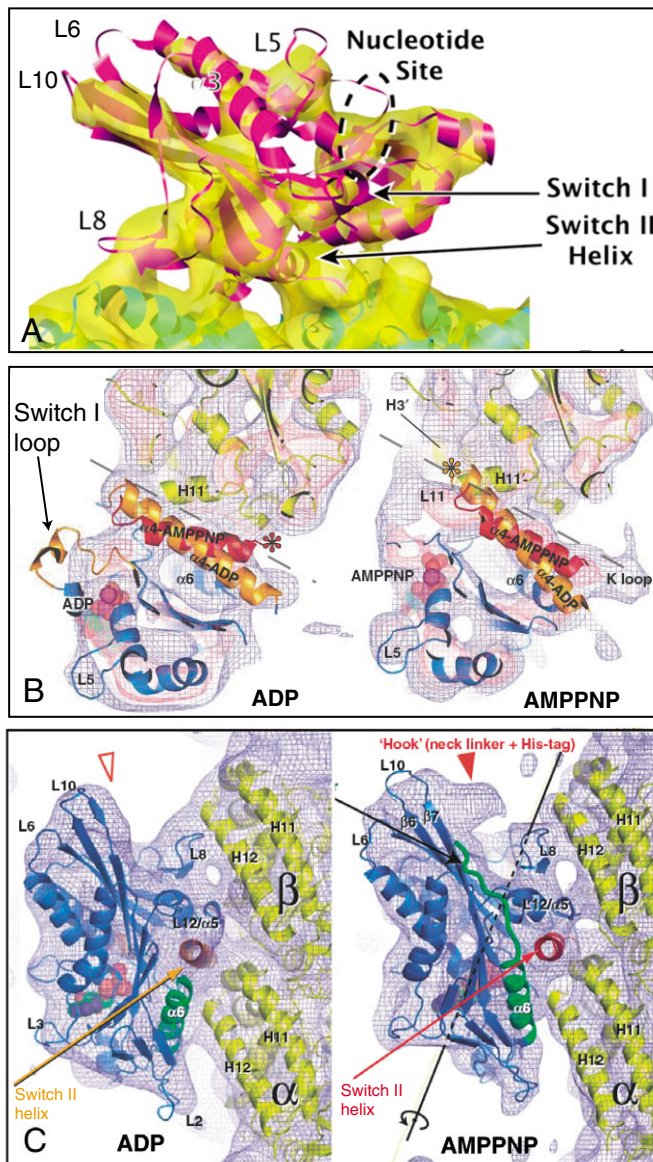 L6
L5
Nucleotide
Site
α3
L10
Switch I
L8
Switch II
Helix
A
Switch I
loop
H3'
H11'
L11
H11'
α4-AMPPNP
α4-AMPPNP
α4-ADP
α4-ADP
K loop
α6
α6
ADP
AMPPNP
L5
L5
B
ADP
AMPPNP
'Hook' (neck linker + His-tag)
L10
L10
L6
β6
β7
L6
L8
L8
H11
H12
H11
H12
β
β
L12/α5
L12/α5
α6
α6
L3
H11
H12
H11
H12
Switch II
helix
Switch II
helix
L2
α
α
C
ADP
AMPPNP